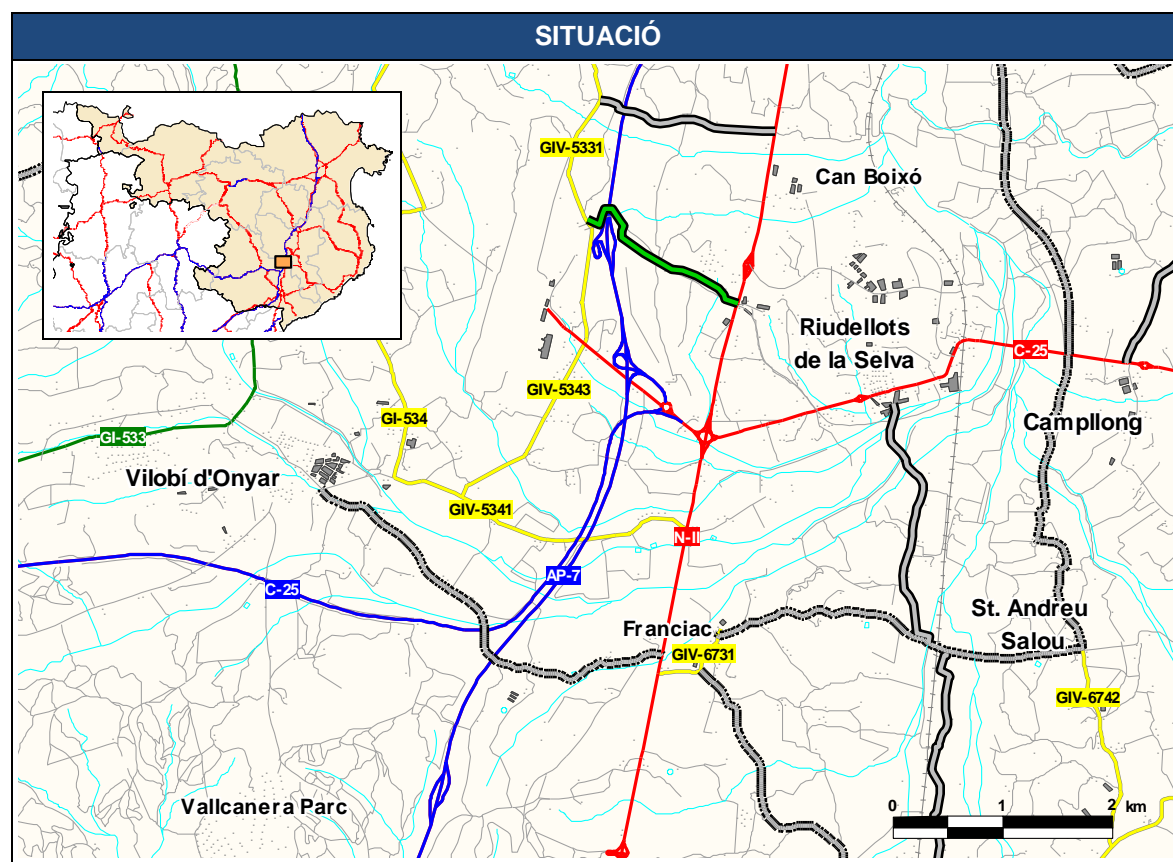 SITUACIÓ
GIV-5331
Can Boixó
Riudellots
de la Selva
C-25
GIV-5343
GI-534
Campllong
GI-533
Vilobí d'Onyar
GIV-5341
N-II
AP-7
C-25
St. Andreu
Salou
Franciac
GIV-6731
GIV-6742
Vallcanera Parc
0 1 2 km